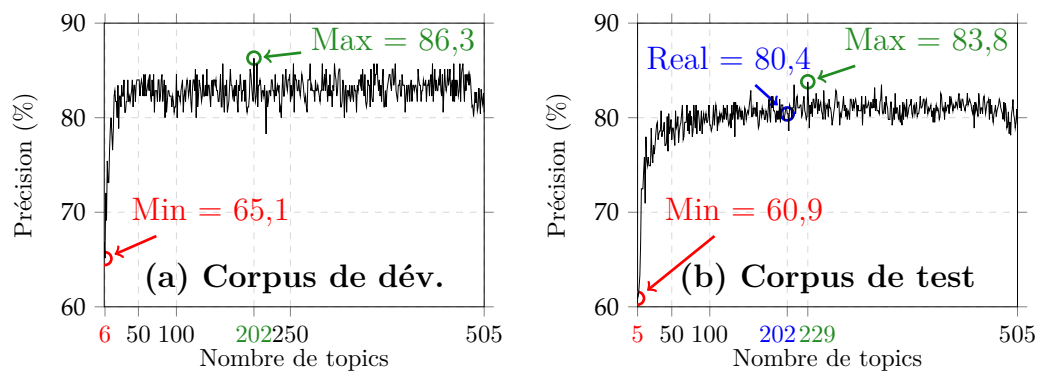 90
80
70
60
Précision (%)
Max = 86,3
Min = 65,1
(a) Corpus de dév.
6 50 100 202 250 505
Nombre de topics
90
80
70
60
Précision (%)
Max = 83,8
Real = 80,4
Min = 60,9
(b) Corpus de test
5 50 100 202 229 505
Nombre de topics